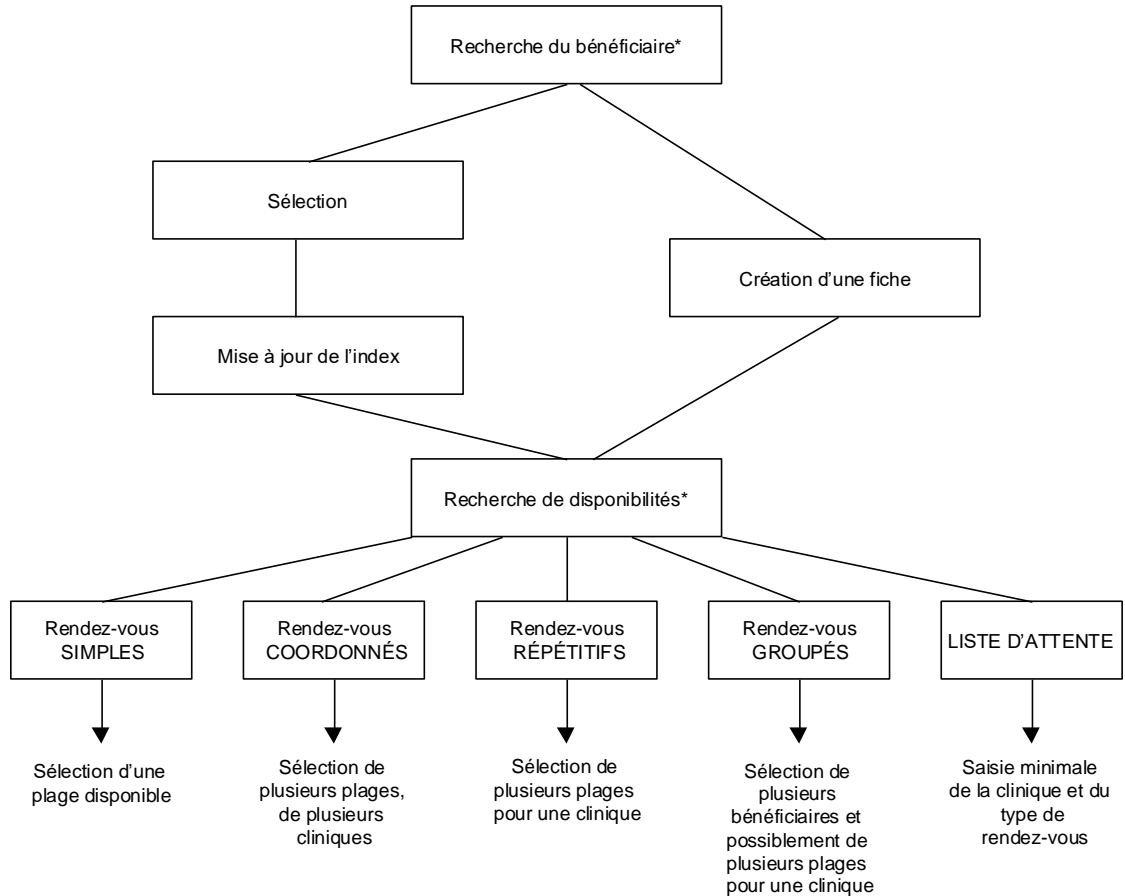 Recherche du bénéficiaire*
Sélection
Création d’une fiche
Mise à jour de l’index
Recherche de disponibilités*
Rendez-vous
SIMPLES
Rendez-vous
COORDONNÉS
Rendez-vous
RÉPÉTITIFS
Rendez-vous
GROUPÉS
LISTE D’ATTENTE
Sélection d’une
plage disponible
Sélection de
plusieurs plages,
de plusieurs
cliniques
Sélection de
plusieurs plages
pour une clinique
Sélection de
plusieurs
bénéficiaires et
possiblement de
plusieurs plages
pour une clinique
Saisie minimale
de la clinique et du
type de
rendez-vous